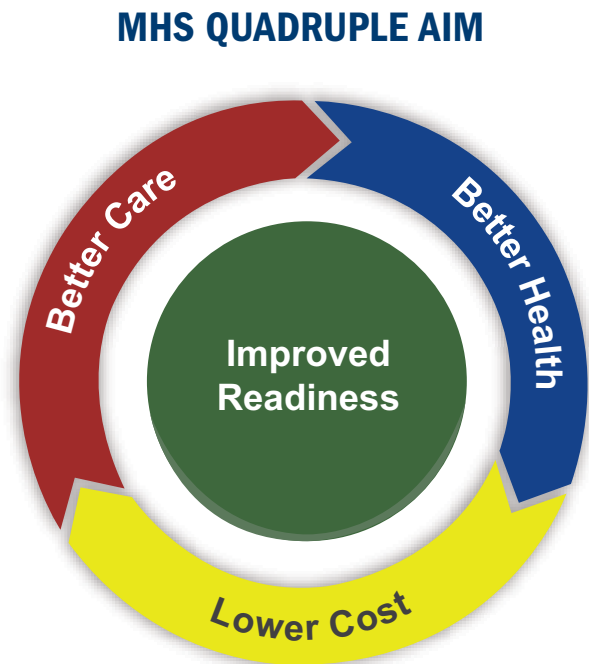 MHS QUADRUPLE AIM
Better Care
Better Health
Improved
Readiness
Lower Cost